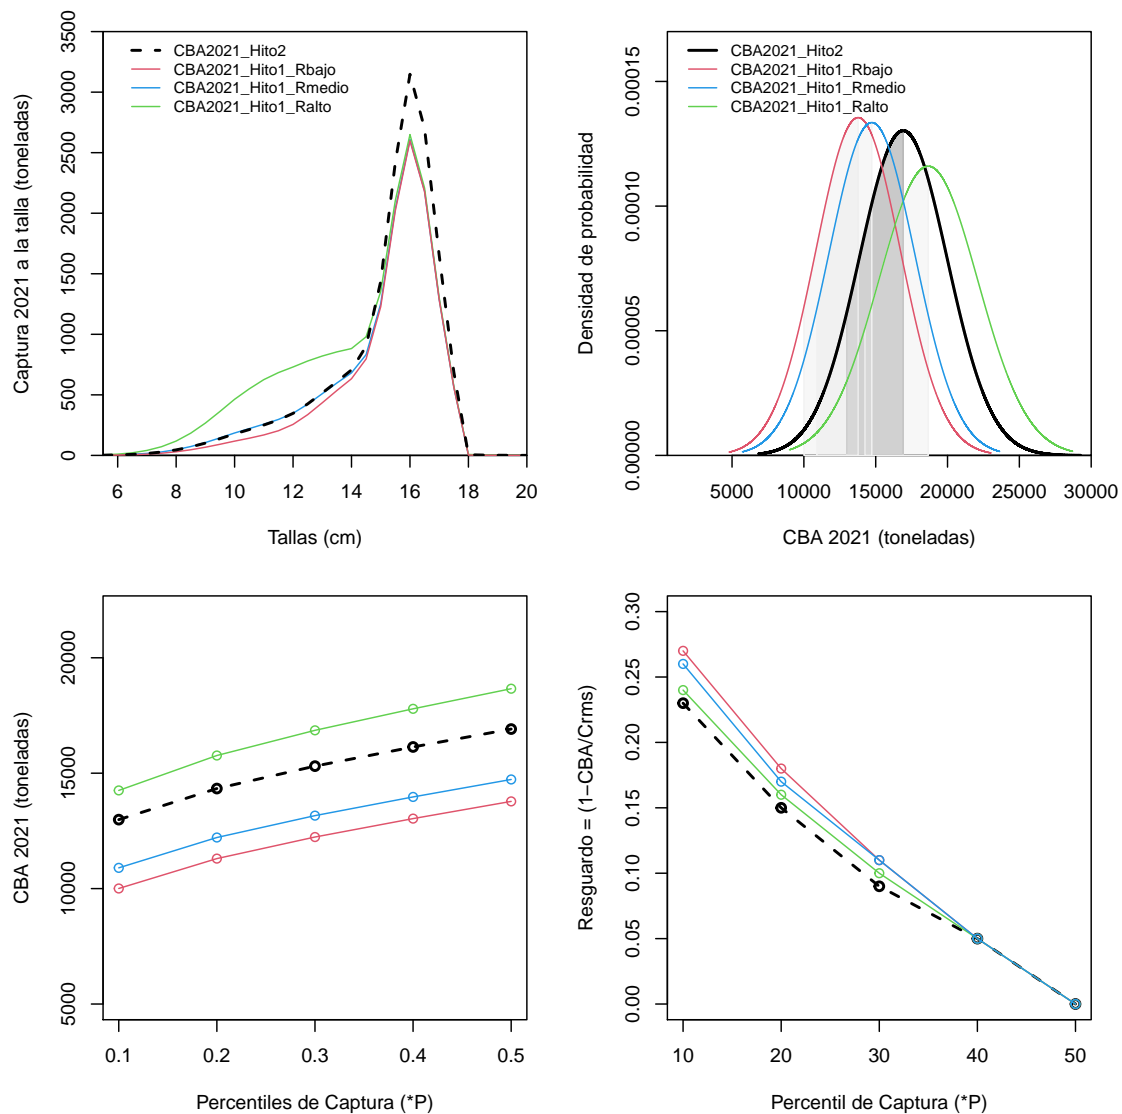 Captura 2021 a la talla (toneladas)
0 500 1000 1500 2000 2500 3000 3500
CBA2021_Hito2
CBA2021_Hito1_Rbajo
CBA2021_Hito1_Rmedio
CBA2021_Hito1_Ralto
6 8 10 12 14 16 18 20
Tallas (cm)
Densidad de probabilidad
0.00000 0.00005 0.00010 0.00015
CBA2021_Hito2
CBA2021_Hito1_Rbajo
CBA2021_Hito1_Rmedio
CBA2021_Hito1_Ralto
5000 10000 15000 20000 25000 30000
CBA 2021 (toneladas)
CBA 2021 (toneladas)
5000 10000 15000 20000
0.1 0.2 0.3 0.4 0.5
Percentiles de Captura (*P)
Resguardo = (1−CBA/Crms)
0.00 0.05 0.10 0.15 0.20 0.25 0.30
10 20 30 40 50
Percentil de Captura (*P)